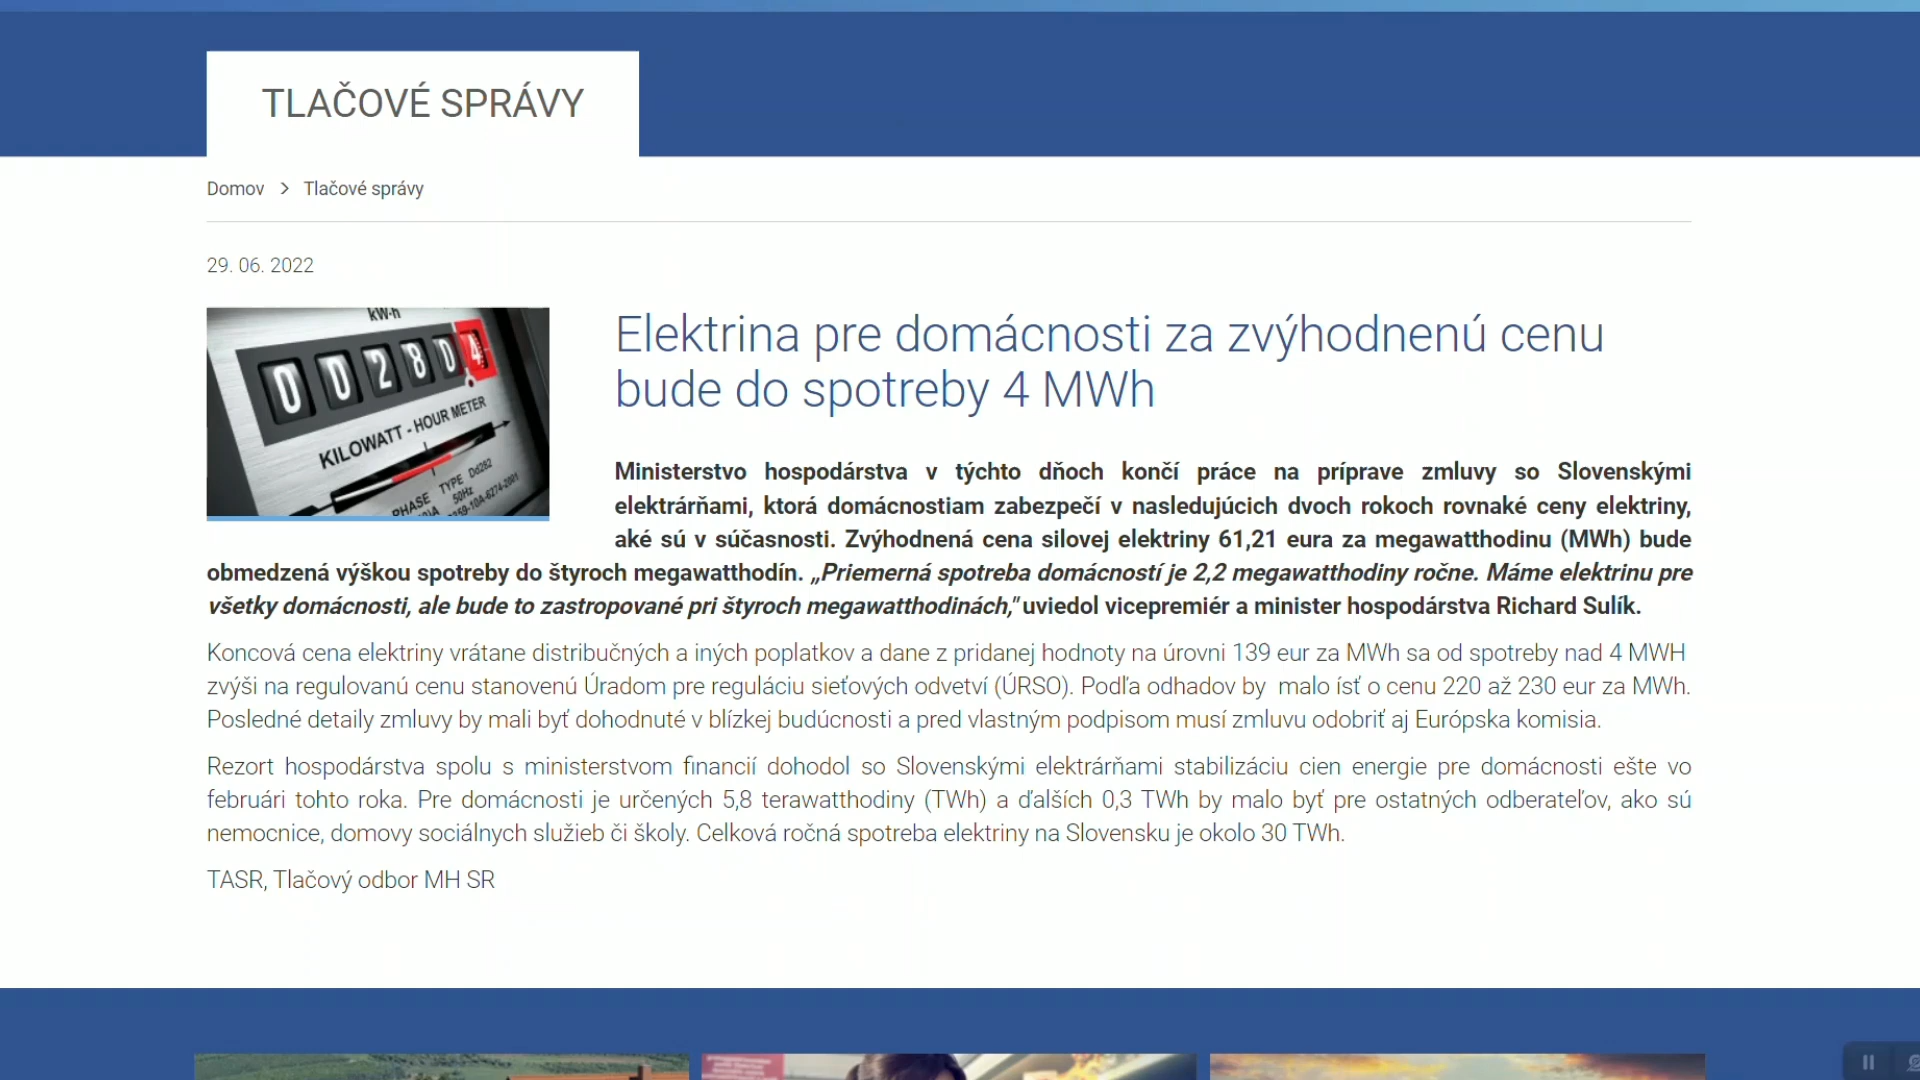 TLAČOVÉ SPRÁVY
Domov > Tlačové správy
29. 06. 2022
kW·h
0 0 2 8 0 4
KILOWATT - HOUR METER
PHASE TYPE Dd282
50Hz
Elektrina pre domácnosti za zvýhodnenú cenu
bude do spotreby 4 MWh
Ministerstvo hospodárstva v týchto dňoch končí práce na príprave zmluvy so Slovenskými
elektrárňami, ktorá domácnostiam zabezpečí v nasledujúcich dvoch rokoch rovnaké ceny elektriny,
aké sú v súčasnosti. Zvýhodnená cena silovej elektriny 61,21 eura za megawatthodinu (MWh) bude
obmedzená výškou spotreby do štyroch megawatthodín. „Priemerná spotreba domácností je 2,2 megawatthodiny ročne. Máme elektrinu pre
všetky domácnosti, ale bude to zastropované pri štyroch megawatthodinách," uviedol vicepremiér a minister hospodárstva Richard Sulík.
Koncová cena elektriny vrátane distribučných a iných poplatkov a dane z pridanej hodnoty na úrovni 139 eur za MWh sa od spotreby nad 4 MWH
zvýši na regulovanú cenu stanovenú Úradom pre reguláciu sieťových odvetví (ÚRSO). Podľa odhadov by malo ísť o cenu 220 až 230 eur za MWh.
Posledné detaily zmluvy by mali byť dohodnuté v blízkej budúcnosti a pred vlastným podpisom musí zmluvu odobriť aj Európska komisia.
Rezort hospodárstva spolu s ministerstvom financií dohodol so Slovenskými elektrárňami stabilizáciu cien energie pre domácnosti ešte vo
februári tohto roka. Pre domácnosti je určených 5,8 terawatthodiny (TWh) a ďalších 0,3 TWh by malo byť pre ostatných odberateľov, ako sú
nemocnice, domovy sociálnych služieb či školy. Celková ročná spotreba elektriny na Slovensku je okolo 30 TWh.
TASR, Tlačový odbor MH SR